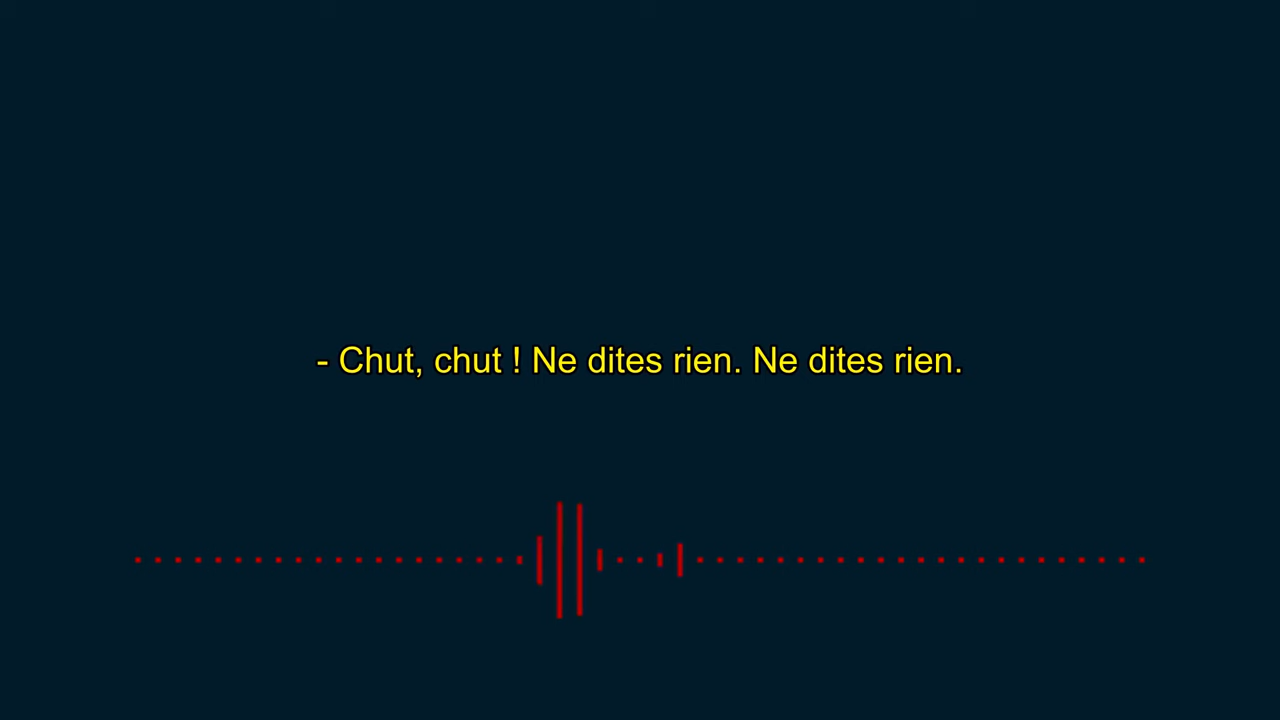 - Chut, chut ! Ne dites rien. Ne dites rien.